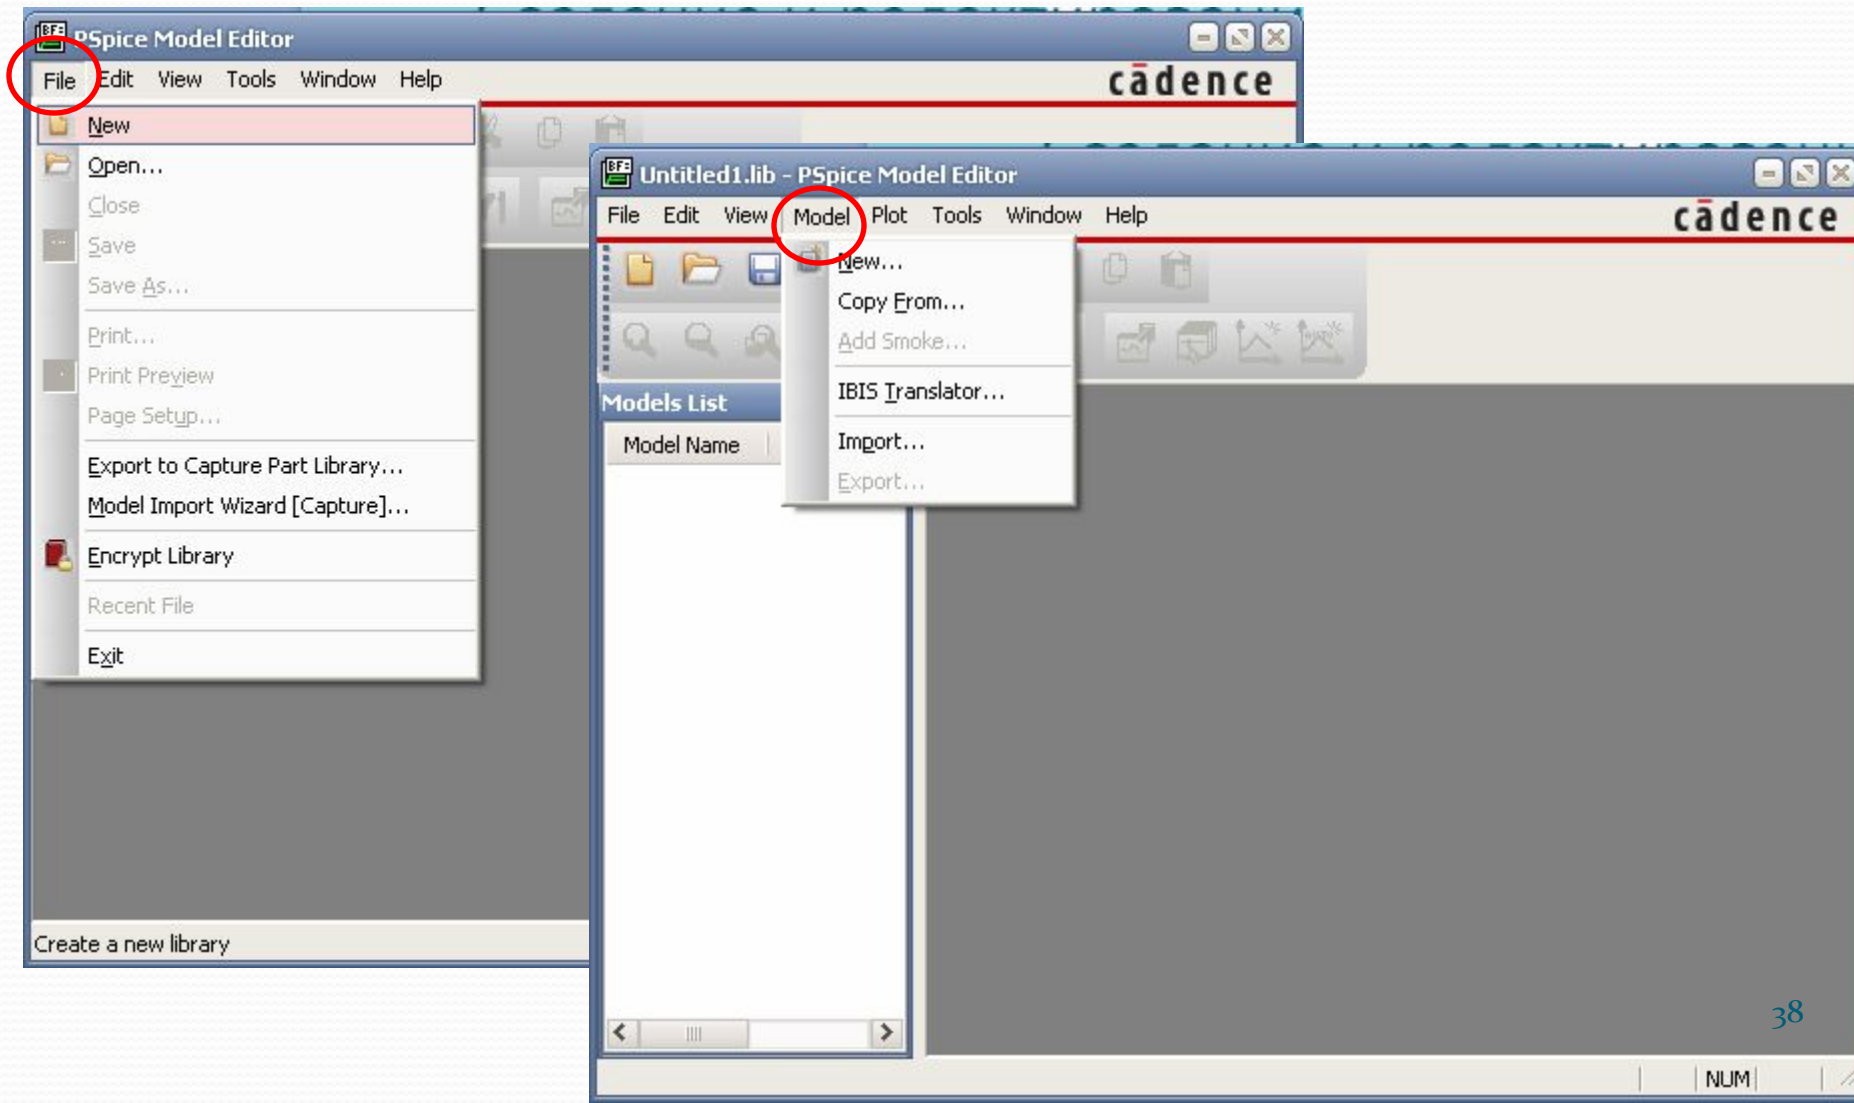 PSpice Model Editor
File Edit View Tools Window Help
cādence
New
Open...
Close
Save
Save As...
Print...
Print Preview
Page Setup...
Export to Capture Part Library...
Model Import Wizard [Capture]...
Encrypt Library
Recent File
Exit
Create a new library
Untitled1.lib - PSpice Model Editor
File Edit View Model Plot Tools Window Help
cādence
New...
Copy From...
Add Smoke...
IBIS Translator...
Import...
Export...
Models List
Model Name
NUM
38